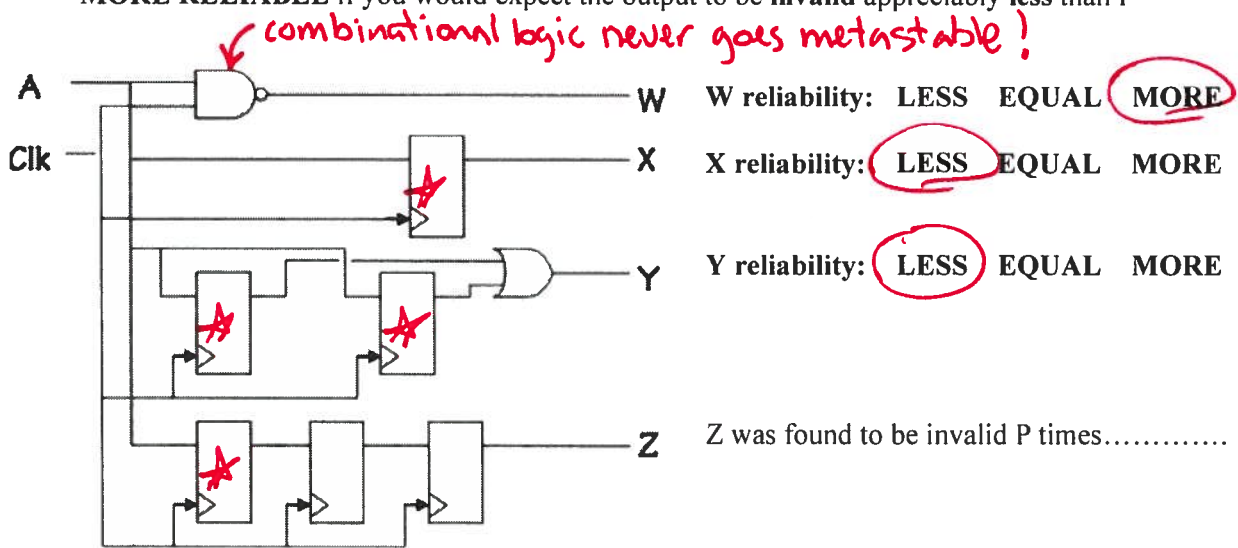 MORE RELIABLE if you would expect the output to be invalid appreciably less than P
combinational logic never goes metastable!
A
W W reliability: LESS EQUAL MORE
Clk
X X reliability: LESS EQUAL MORE
Y Y reliability: LESS EQUAL MORE
Z Z was found to be invalid P times.............